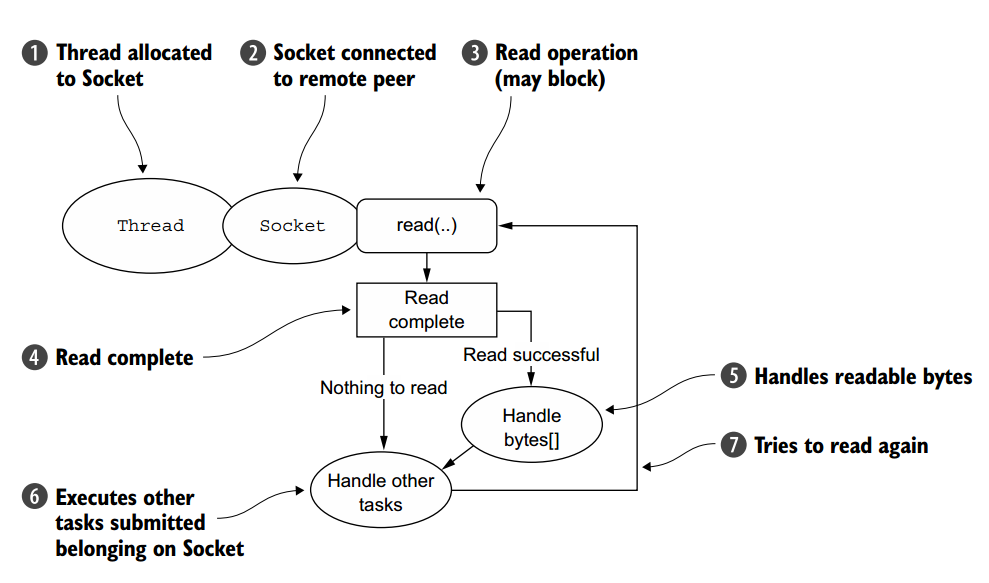 1 Thread allocated
to Socket
2 Socket connected
to remote peer
3 Read operation
(may block)
Thread
Socket
read(..)
Read
complete
4 Read complete
Read successful
Nothing to read
5 Handles readable bytes
Handle
bytes[]
7 Tries to read again
Handle other
tasks
6 Executes other
tasks submitted
belonging on Socket